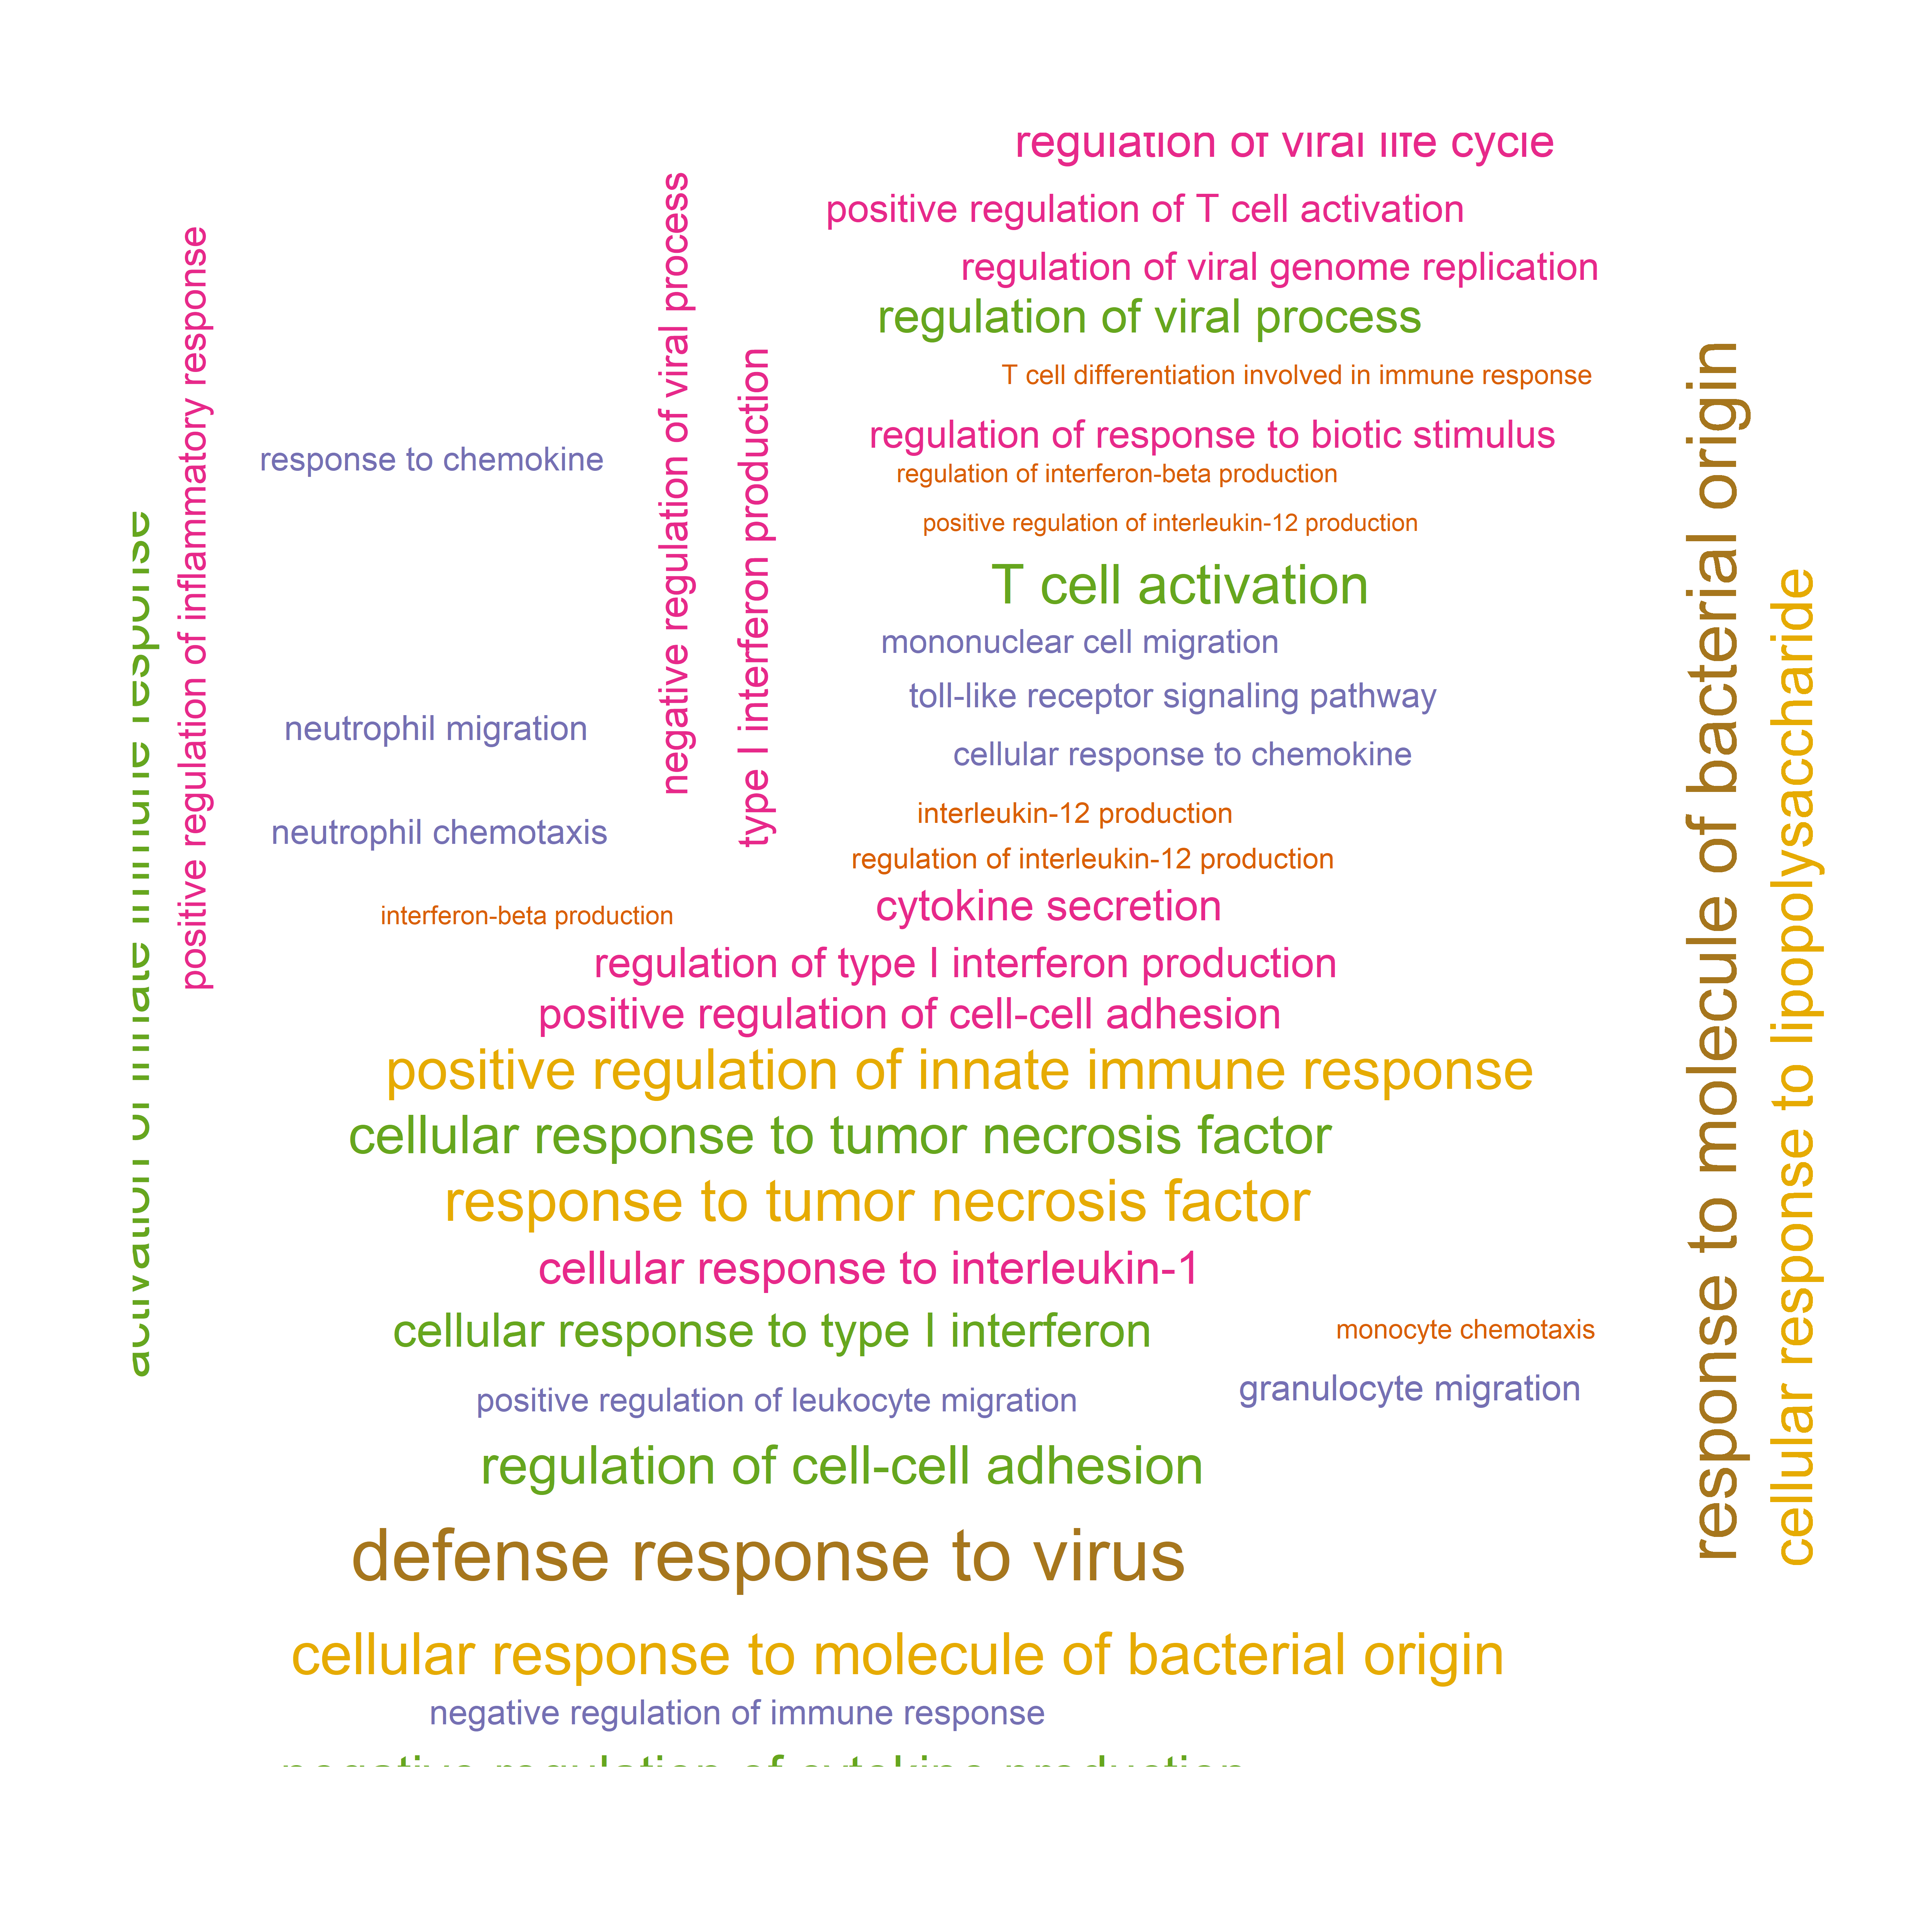 regulation of viral life cycle
positive regulation of T cell activation
regulation of viral genome replication
regulation of viral process
T cell differentiation involved in immune response
regulation of response to biotic stimulus
regulation of interferon-beta production
positive regulation of interleukin-12 production
T cell activation
mononuclear cell migration
toll-like receptor signaling pathway
cellular response to chemokine
interleukin-12 production
regulation of interleukin-12 production
cytokine secretion
activation of innate immune response
positive regulation of inflammatory response
response to chemokine
neutrophil migration
neutrophil chemotaxis
interferon-beta production
negative regulation of viral process
type I interferon production
regulation of type I interferon production
positive regulation of cell-cell adhesion
positive regulation of innate immune response
cellular response to tumor necrosis factor
response to tumor necrosis factor
cellular response to interleukin-1
cellular response to type I interferon
monocyte chemotaxis
positive regulation of leukocyte migration
granulocyte migration
regulation of cell-cell adhesion
defense response to virus
cellular response to molecule of bacterial origin
negative regulation of immune response
negative regulation of cytokine production
response to molecule of bacterial origin
cellular response to lipopolysaccharide